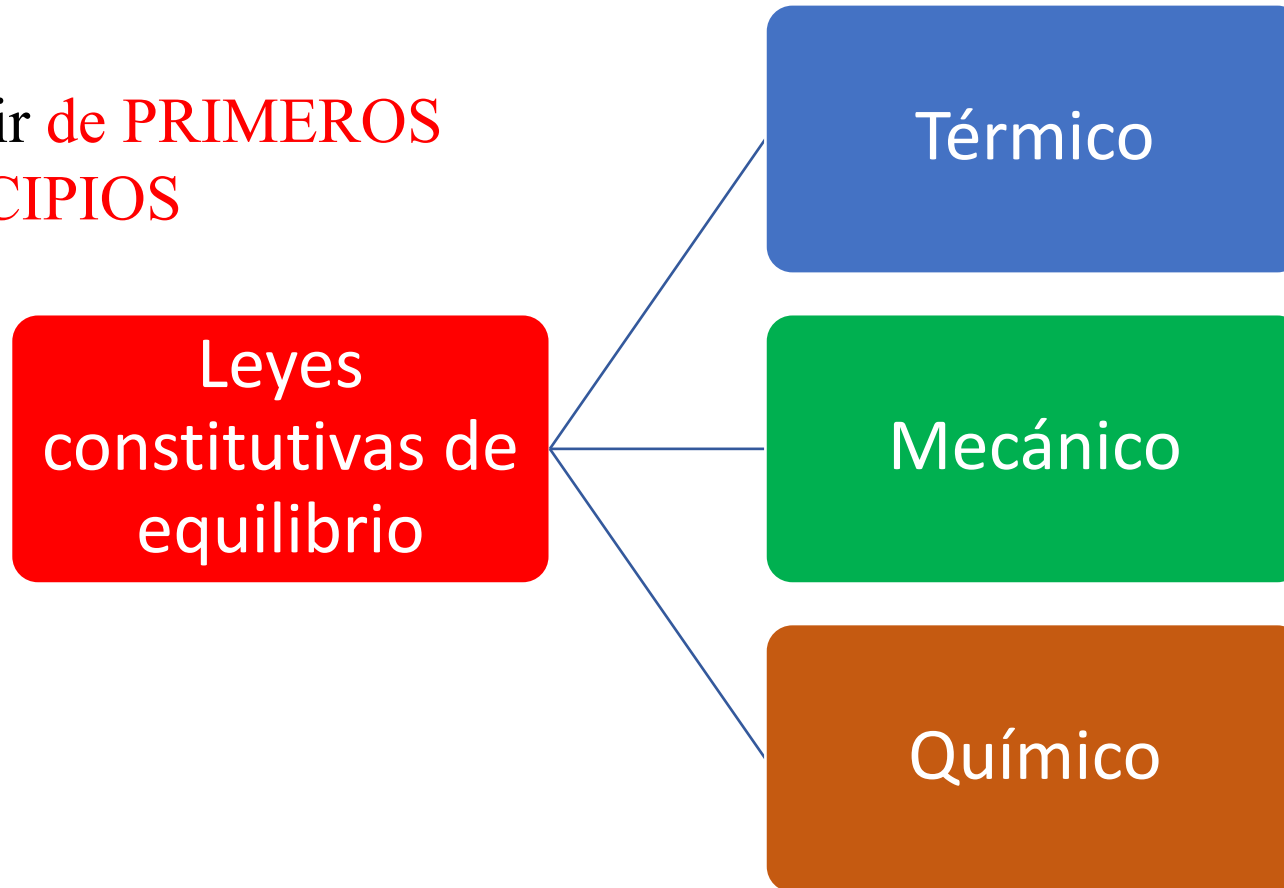 ir de PRIMEROS
CIPIOS
Térmico
Leyes
constitutivas de
equilibrio
Mecánico
Químico